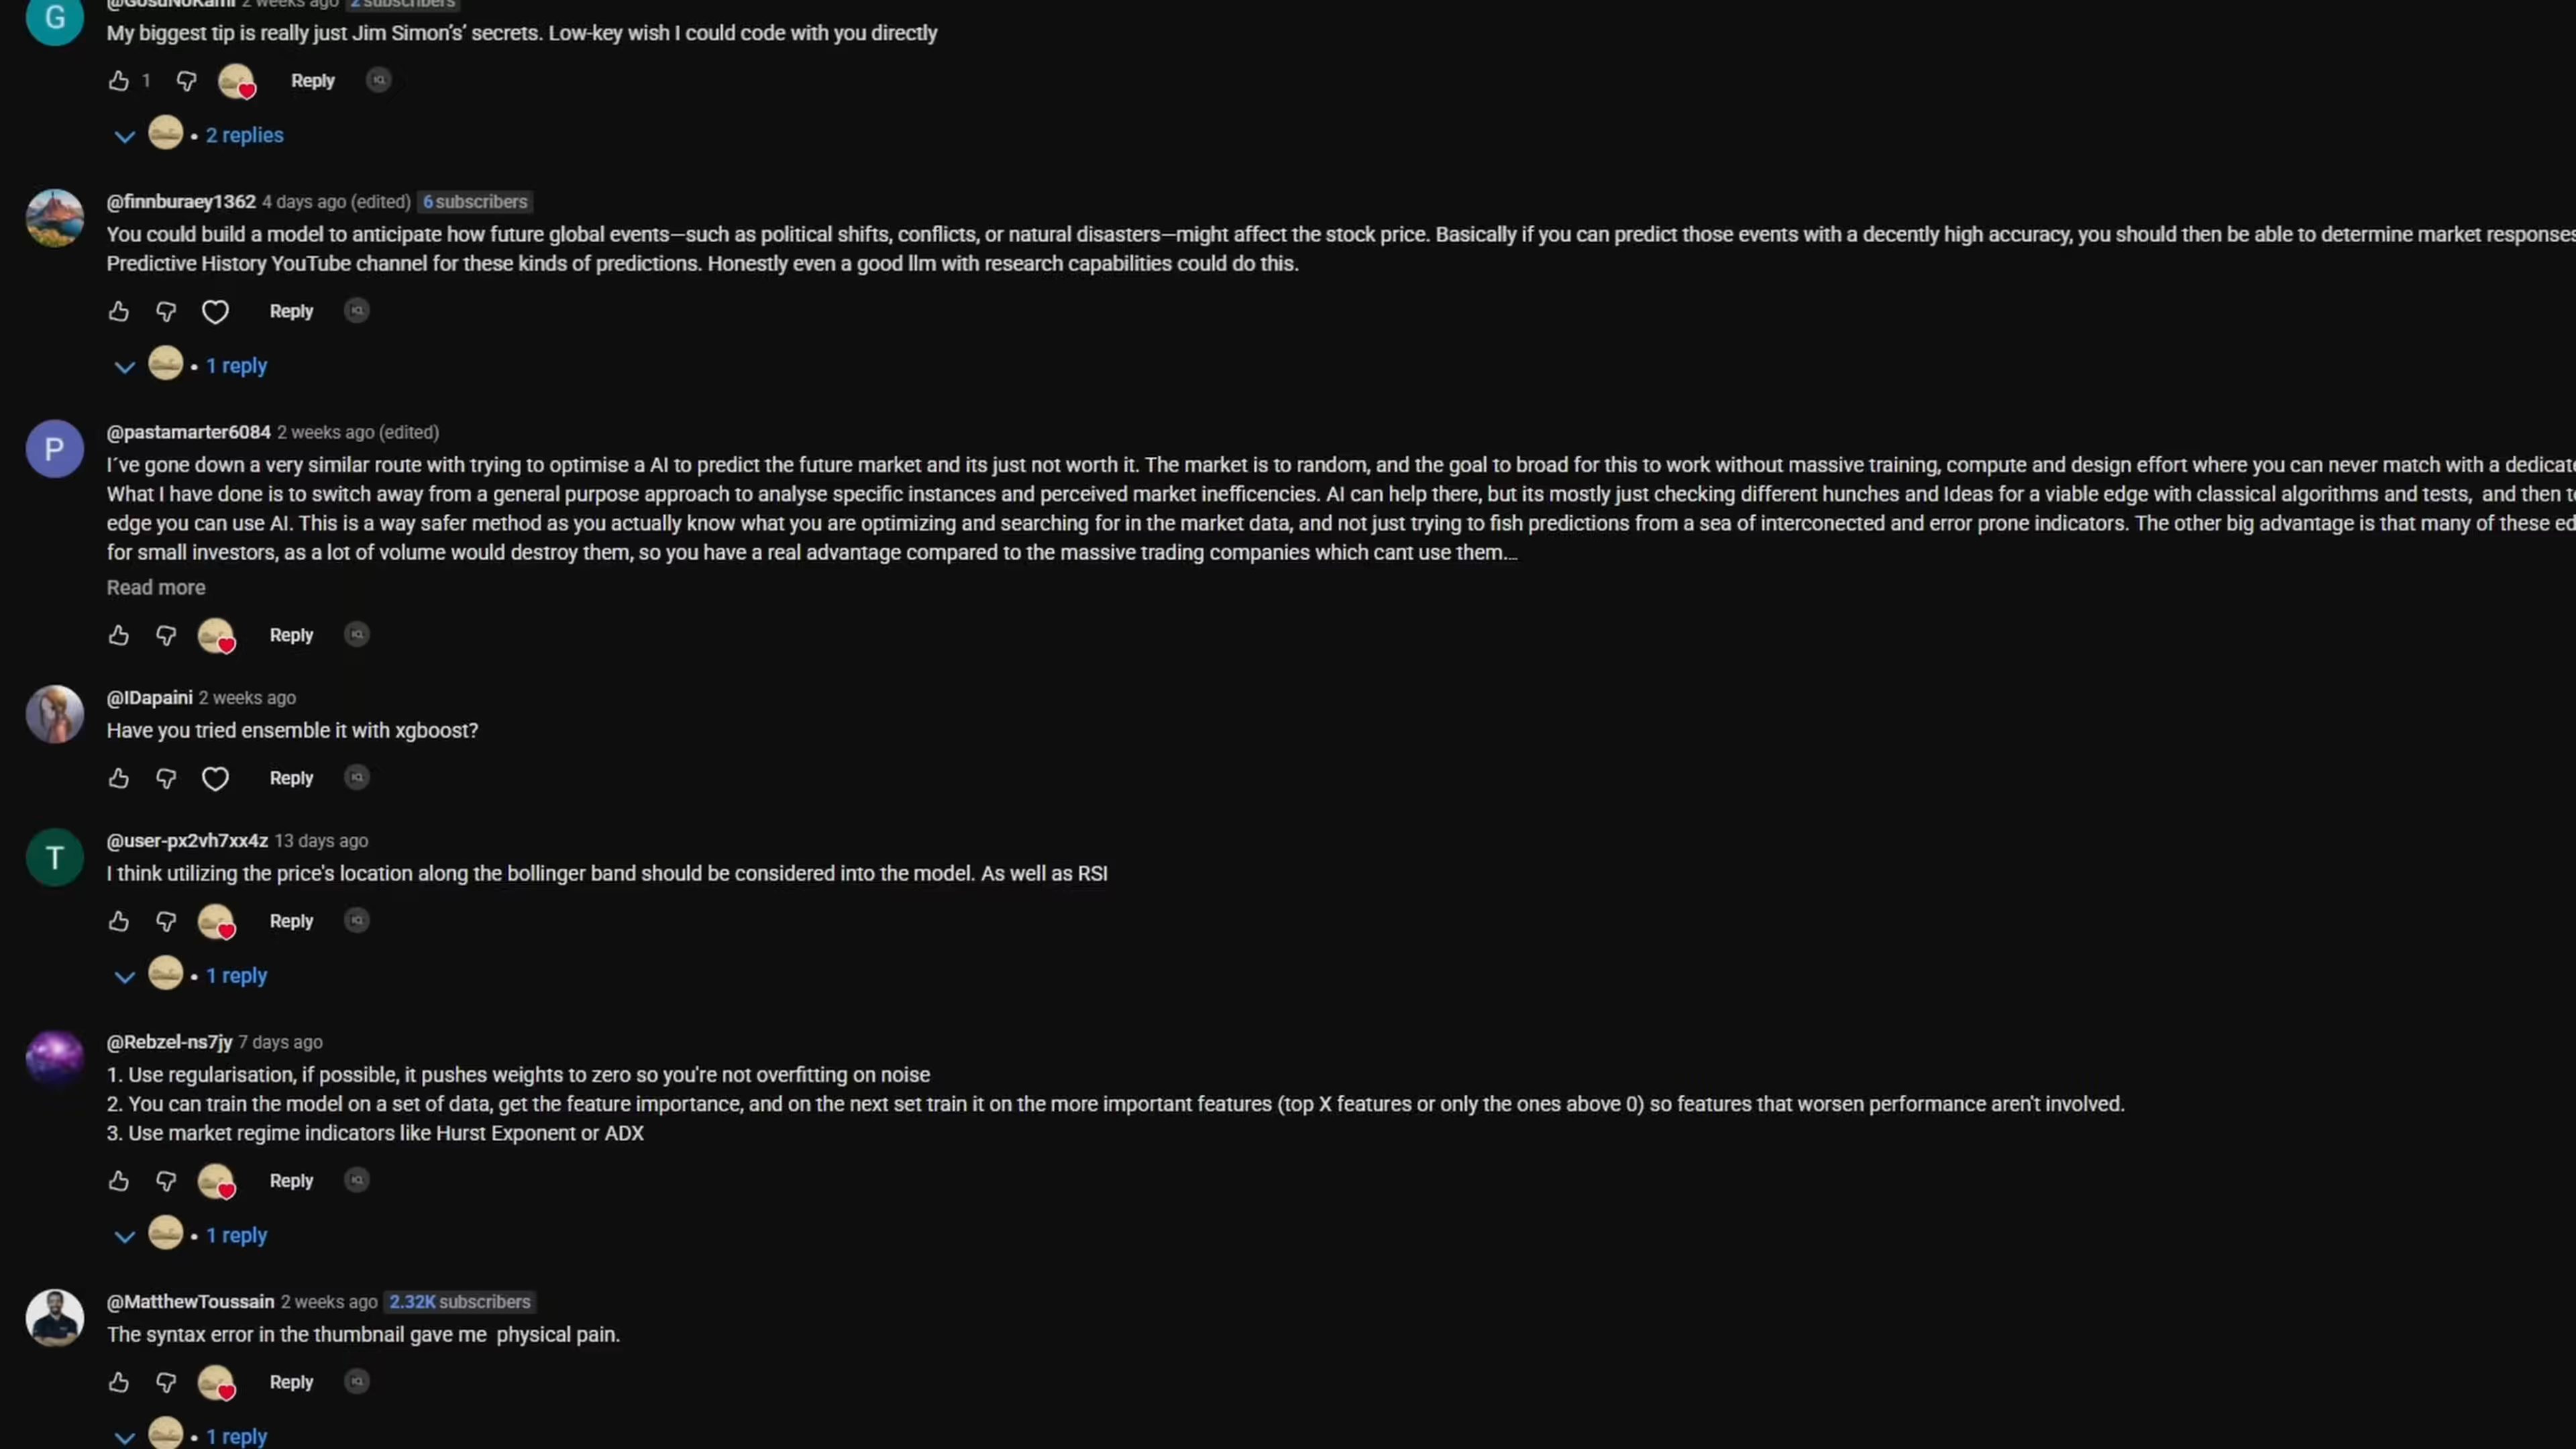 G
@GosuNoKami 2 weeks ago 2 subscribers
My biggest tip is really just Jim Simon's' secrets. Low-key wish I could code with you directly
1 Reply
• 2 replies
@finnburaey1362 4 days ago (edited) 6 subscribers
You could build a model to anticipate how future global events—such as political shifts, conflicts, or natural disasters—might affect the stock price. Basically if you can predict those events with a decently high accuracy, you should then be able to determine market responses
Predictive History YouTube channel for these kinds of predictions. Honestly even a good llm with research capabilities could do this.
Reply
• 1 reply
P
@pastamarter6084 2 weeks ago (edited)
I´ve gone down a very similar route with trying to optimise a AI to predict the future market and its just not worth it. The market is to random, and the goal to broad for this to work without massive training, compute and design effort where you can never match with a
What I have done is to switch away from a general purpose approach to analyse specific instances and perceived market inefficencies. AI can help there, but its mostly just checking different hunches and Ideas for a viable edge with classical algorithms and tests, and then
edge you can use AI. This is a way safer method as you actually know what you are optimizing and searching for in the market data, and not just trying to fish predictions from a sea of interconected and error prone indicators. The other big advantage is that many of these
for small investors, as a lot of volume would destroy them, so you have a real advantage compared to the massive trading companies which cant use them.…
Read more
Reply
@IDapaini 2 weeks ago
Have you tried ensemble it with xgboost?
Reply
T
@user-px2vh7xx4z 13 days ago
I think utilizing the price's location along the bollinger band should be considered into the model. As well as RSI
Reply
• 1 reply
@Rebzel-ns7jy 7 days ago
1. Use regularisation, if possible, it pushes weights to zero so you're not overfitting on noise
2. You can train the model on a set of data, get the feature importance, and on the next set train it on the more important features (top X features or only the ones above 0) so features that worsen performance aren't involved.
3. Use market regime indicators like Hurst Exponent or ADX
Reply
• 1 reply
@MatthewToussain 2 weeks ago 2.32K subscribers
The syntax error in the thumbnail gave me physical pain.
Reply
• 1 reply